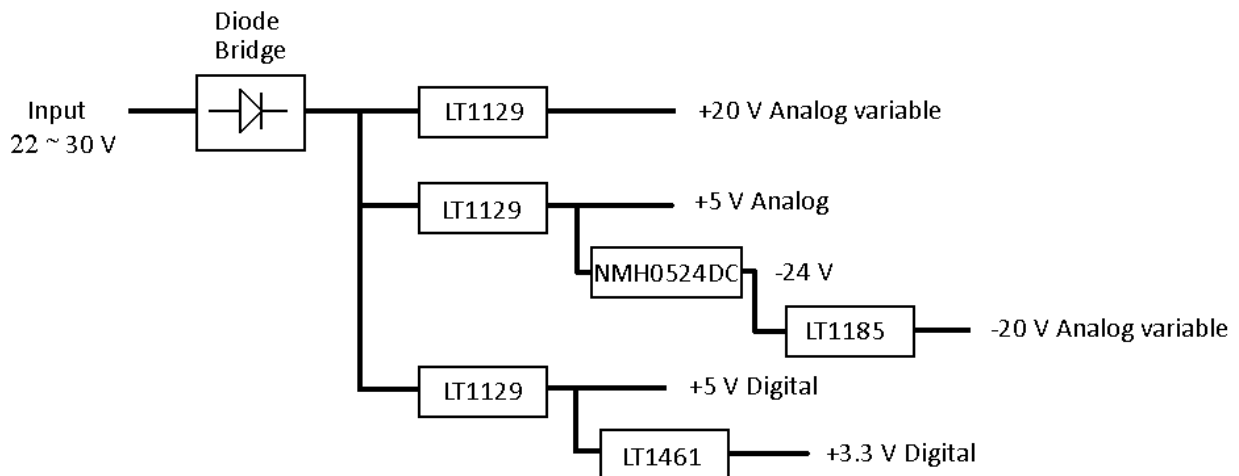 Diode
Bridge
Input
22 ~ 30 V
LT1129
+20 V Analog variable
LT1129
+5 V Analog
NMH0524DC
-24 V
LT1185
-20 V Analog variable
LT1129
+5 V Digital
LT1461
+3.3 V Digital